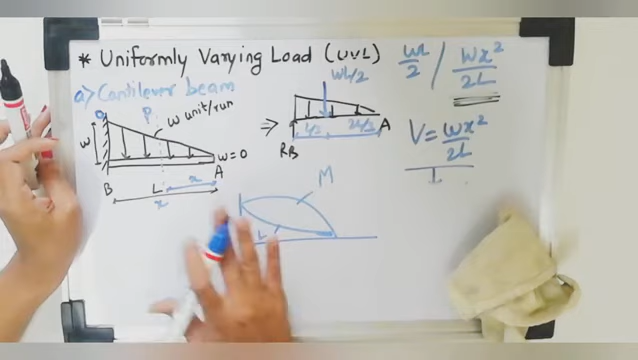 * Uniformly Varying Load (UVL)
WL/2 / Wx²/2L
a> Cantilever beam
WL/2
P
w unit/run
w
w=0
⇒
L/3
2L/3
A
RB
V = wx²/2L
B
L
x
A
x
M
L